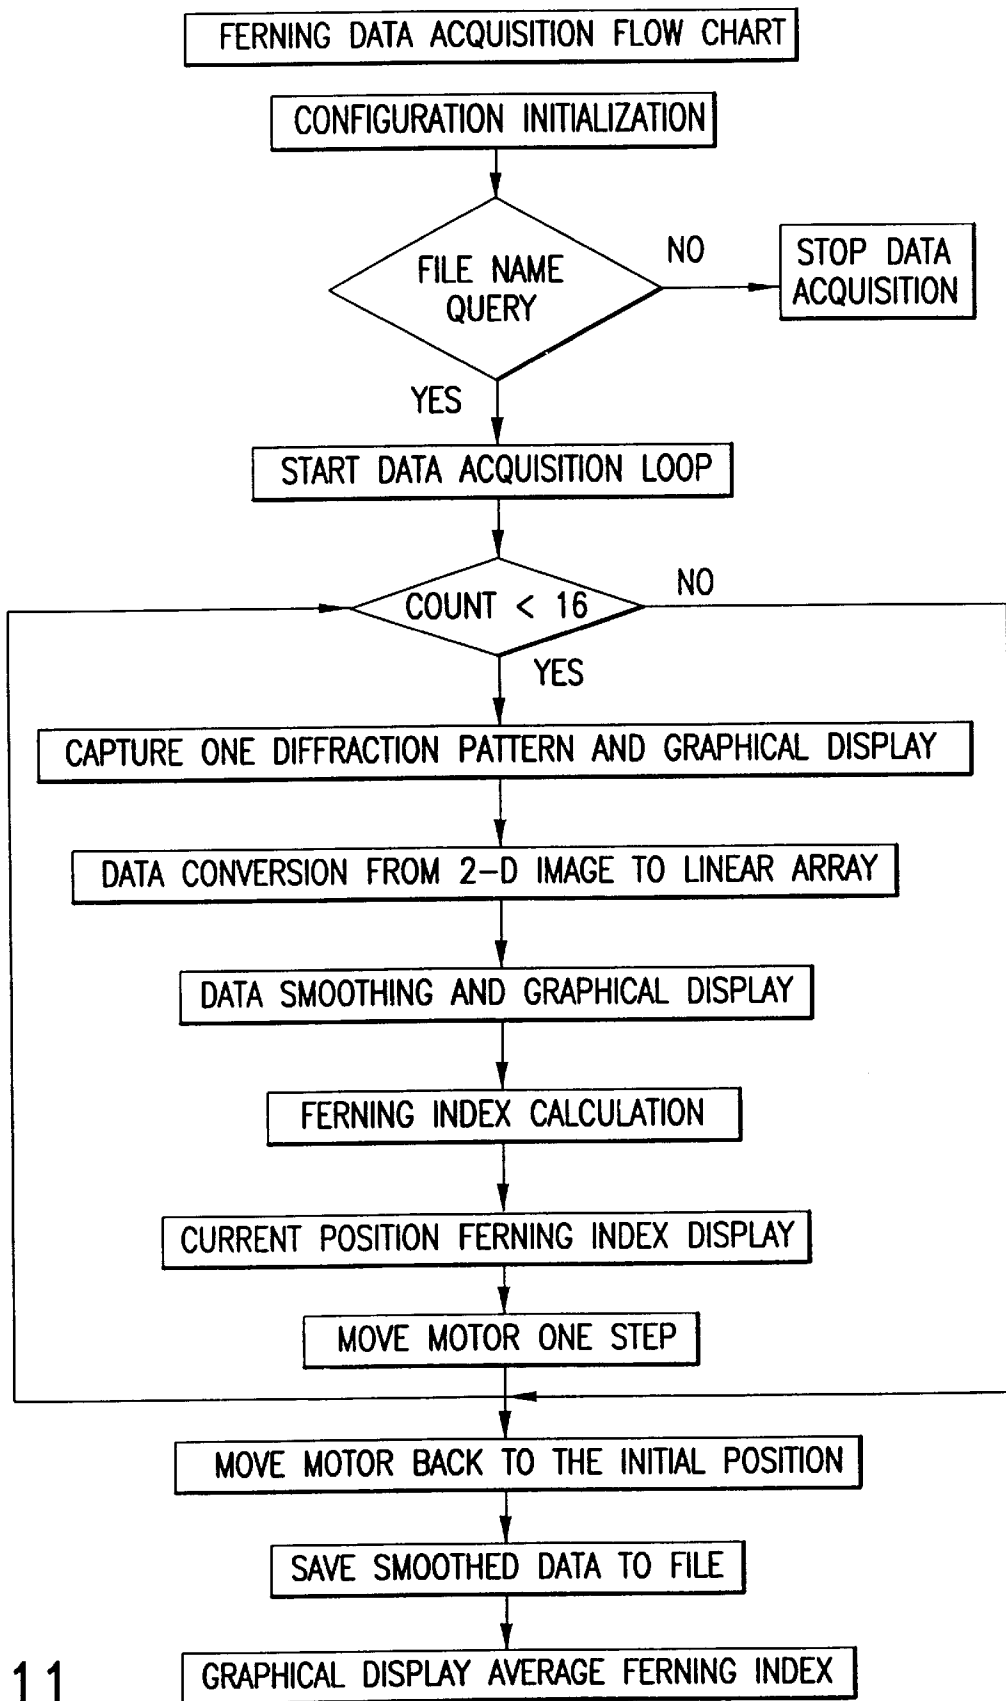 FERNING DATA ACQUISITION FLOW CHART
CONFIGURATION INITIALIZATION
FILE NAME
QUERY
NO
STOP DATA
ACQUISITION
YES
START DATA ACQUISITION LOOP
COUNT < 16
NO
YES
CAPTURE ONE DIFFRACTION PATTERN AND GRAPHICAL DISPLAY
DATA CONVERSION FROM 2-D IMAGE TO LINEAR ARRAY
DATA SMOOTHING AND GRAPHICAL DISPLAY
FERNING INDEX CALCULATION
CURRENT POSITION FERNING INDEX DISPLAY
MOVE MOTOR ONE STEP
MOVE MOTOR BACK TO THE INITIAL POSITION
SAVE SMOOTHED DATA TO FILE
11
GRAPHICAL DISPLAY AVERAGE FERNING INDEX